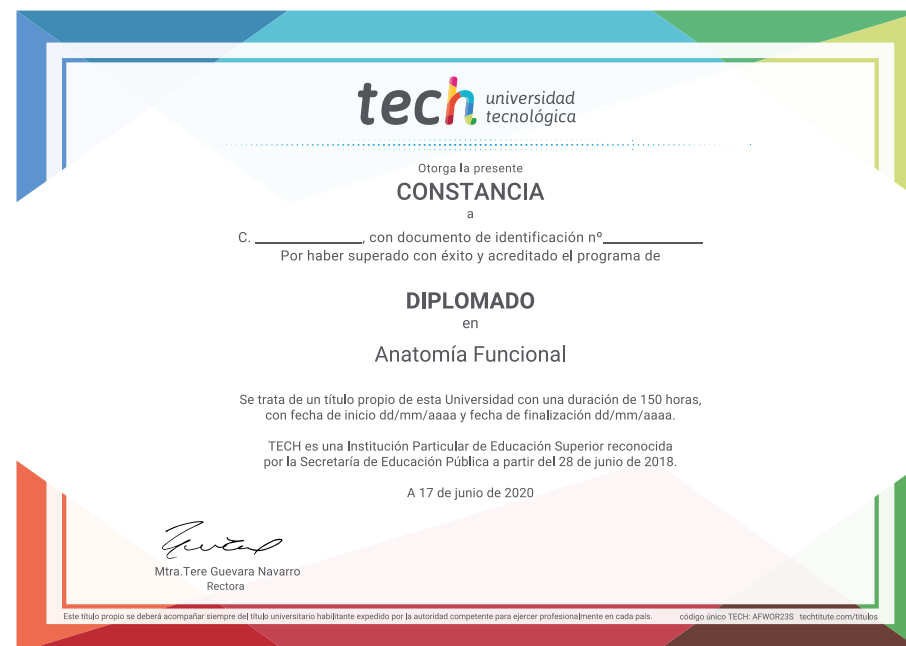 tech universidad
tecnológica
Otorga la presente
CONSTANCIA
a
C. ______________, con documento de identificación nº_____________
Por haber superado con éxito y acreditado el programa de
DIPLOMADO
en
Anatomía Funcional
Se trata de un título propio de esta Universidad con una duración de 150 horas,
con fecha de inicio dd/mm/aaaa y fecha de finalización dd/mm/aaaa.
TECH es una Institución Particular de Educación Superior reconocida
por la Secretaría de Educación Pública a partir del 28 de junio de 2018.
A 17 de junio de 2020
Mtra.Tere Guevara Navarro
Rectora
Este título propio se deberá acompañar siempre del título universitario habilitante expedido por la autoridad competente para ejercer profesionalmente en cada país. código único TECH: AFWOR23S techtitute.com/titulos